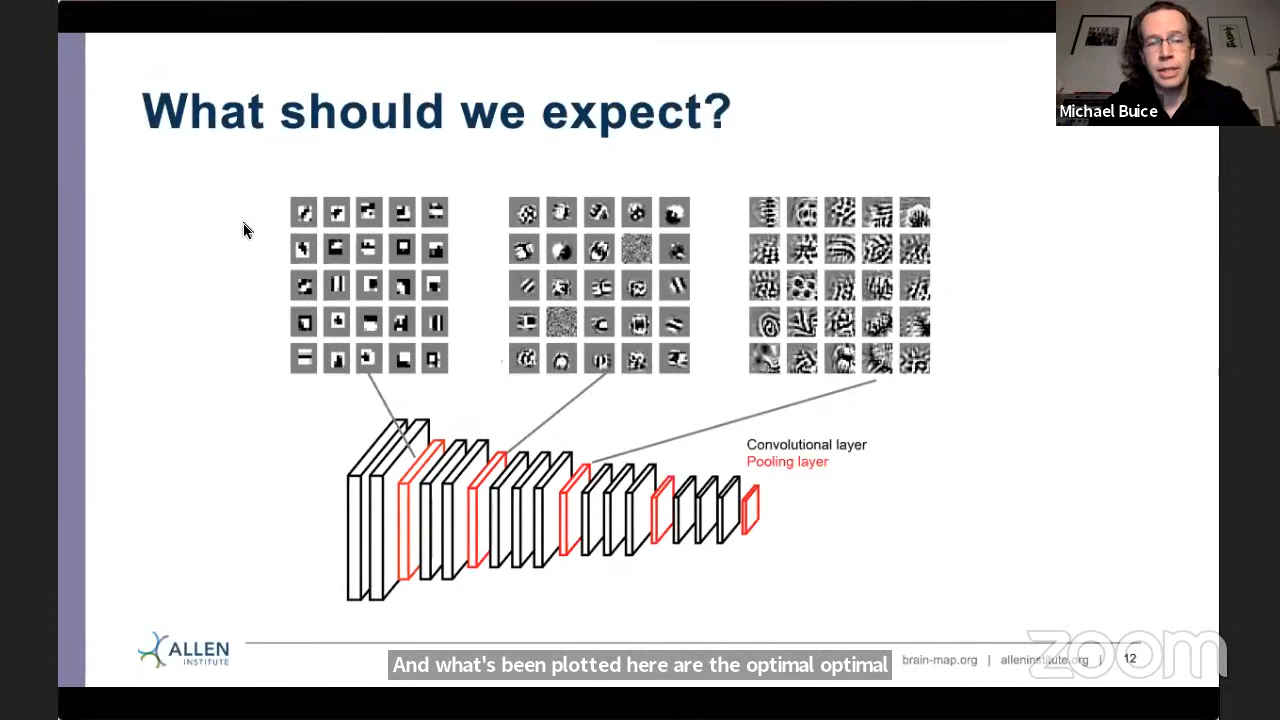 Michael Buice
What should we expect?
Convolutional layer
Pooling layer
ALLEN
INSTITUTE
brain-map.org | alleninstitute.org | 12
zoom
And what's been plotted here are the optimal optimal